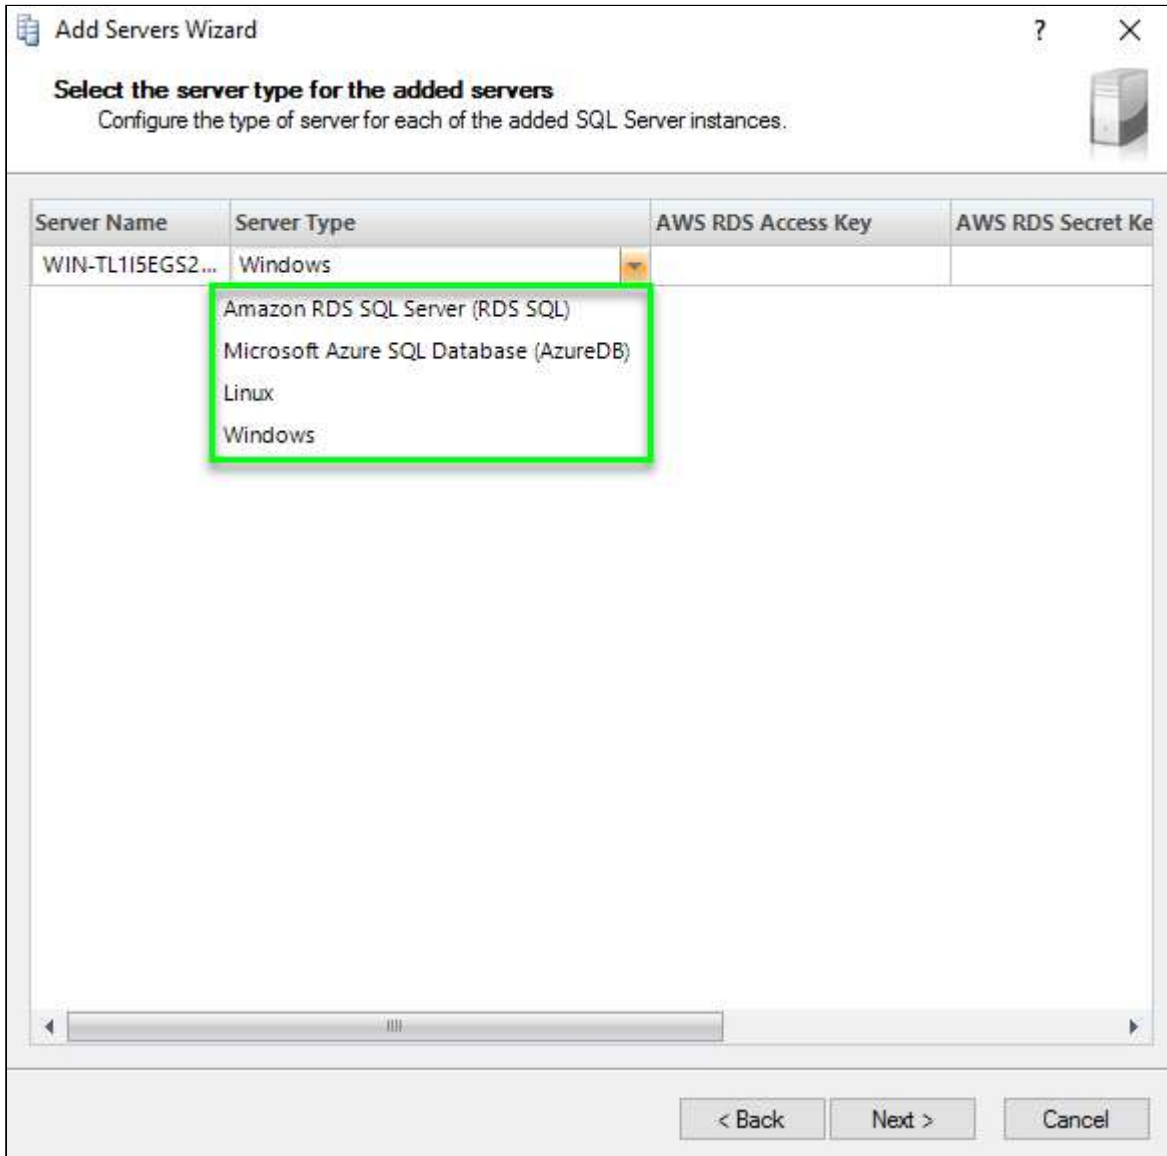 Add Servers Wizard ?
Select the server type for the added servers
Configure the type of server for each of the added SQL Server instances.
Server Name Server Type AWS RDS Access Key AWS RDS Secret Ke
WIN-TL1I5EGS2... Windows
Amazon RDS SQL Server (RDS SQL)
Microsoft Azure SQL Database (AzureDB)
Linux
Windows
< Back Next > Cancel